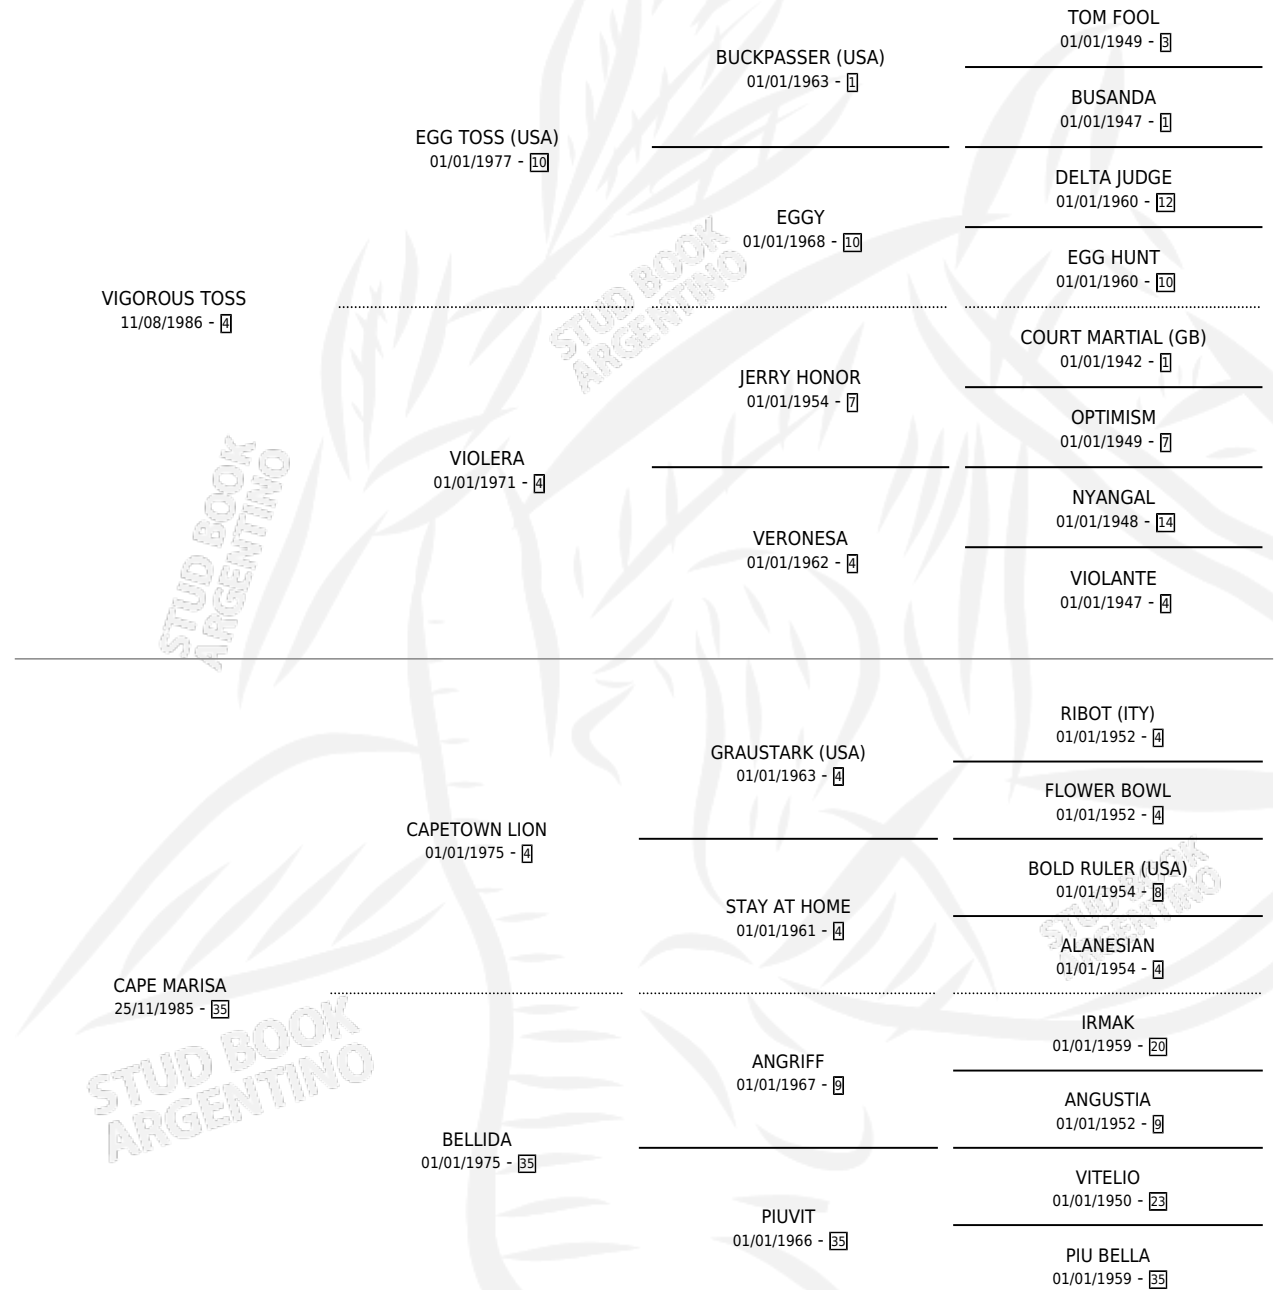 TOM FOOL
01/01/1949 - 3
BUCKPASSER (USA)
01/01/1963 - 1
BUSANDA
01/01/1947 - 1
EGG TOSS (USA)
01/01/1977 - 10
DELTA JUDGE
01/01/1960 - 12
EGGY
01/01/1968 - 10
EGG HUNT
01/01/1960 - 10
VIGOROUS TOSS
11/08/1986 - 4
STUD BOOK
ARGENTINO
COURT MARTIAL (GB)
01/01/1942 - 1
JERRY HONOR
01/01/1954 - 7
OPTIMISM
01/01/1949 - 7
VIOLERA
01/01/1971 - 4
NYANGAL
01/01/1948 - 14
VERONESA
01/01/1962 - 4
VIOLANTE
01/01/1947 - 4
STUD BOOK
ARGENTINO
RIBOT (ITY)
01/01/1952 - 4
GRAUSTARK (USA)
01/01/1963 - 4
FLOWER BOWL
01/01/1952 - 4
CAPETOWN LION
01/01/1975 - 4
BOLD RULER (USA)
01/01/1954 - 8
STAY AT HOME
01/01/1961 - 4
ALANESIAN
01/01/1954 - 4
STUD BOOK
ARGENTINO
CAPE MARISA
25/11/1985 - 35
IRMAK
01/01/1959 - 20
ANGRIFF
01/01/1967 - 9
ANGUSTIA
01/01/1952 - 9
STUD BOOK
ARGENTINO
BELLIDA
01/01/1975 - 35
VITELIO
01/01/1950 - 23
PIUVIT
01/01/1966 - 35
PIU BELLA
01/01/1959 - 35